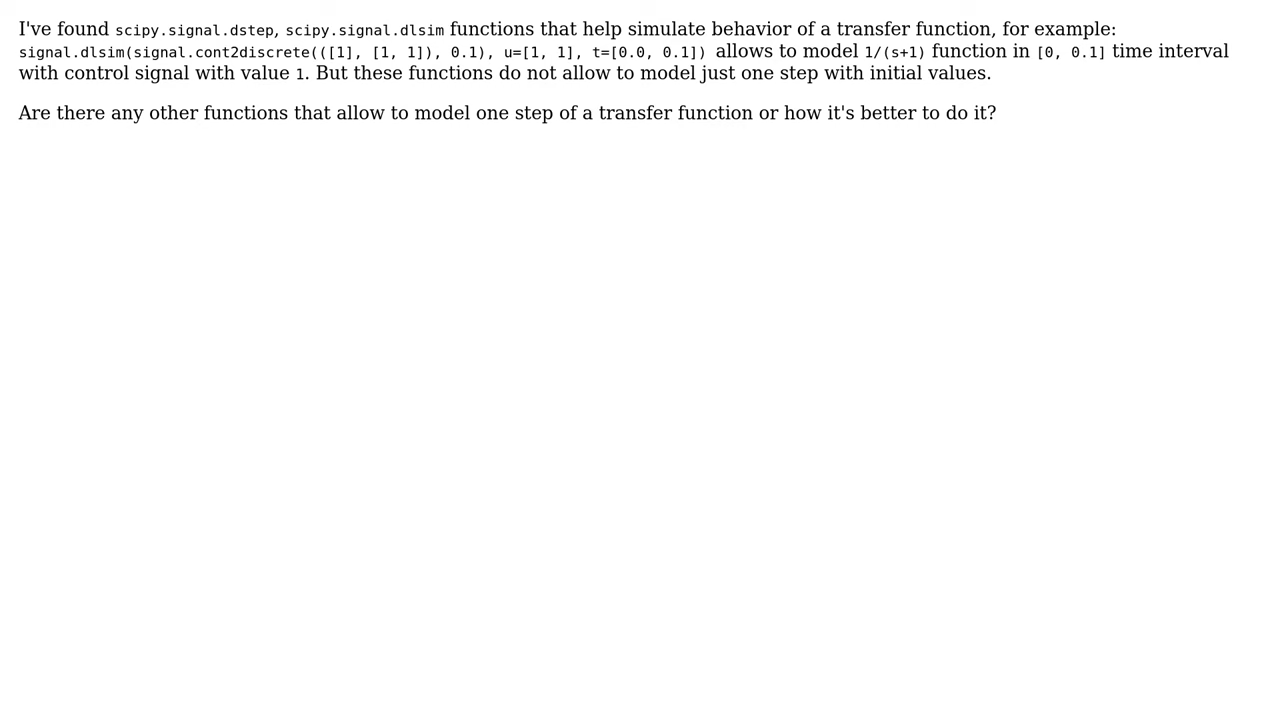 I've found scipy.signal.dstep, scipy.signal.dlsim functions that help simulate behavior of a transfer function, for example:
signal.dlsim(signal.cont2discrete(([1], [1, 1]), 0.1), u=[1, 1], t=[0.0, 0.1]) allows to model 1/(s+1) function in [0, 0.1] time interval
with control signal with value 1. But these functions do not allow to model just one step with initial values.
Are there any other functions that allow to model one step of a transfer function or how it's better to do it?